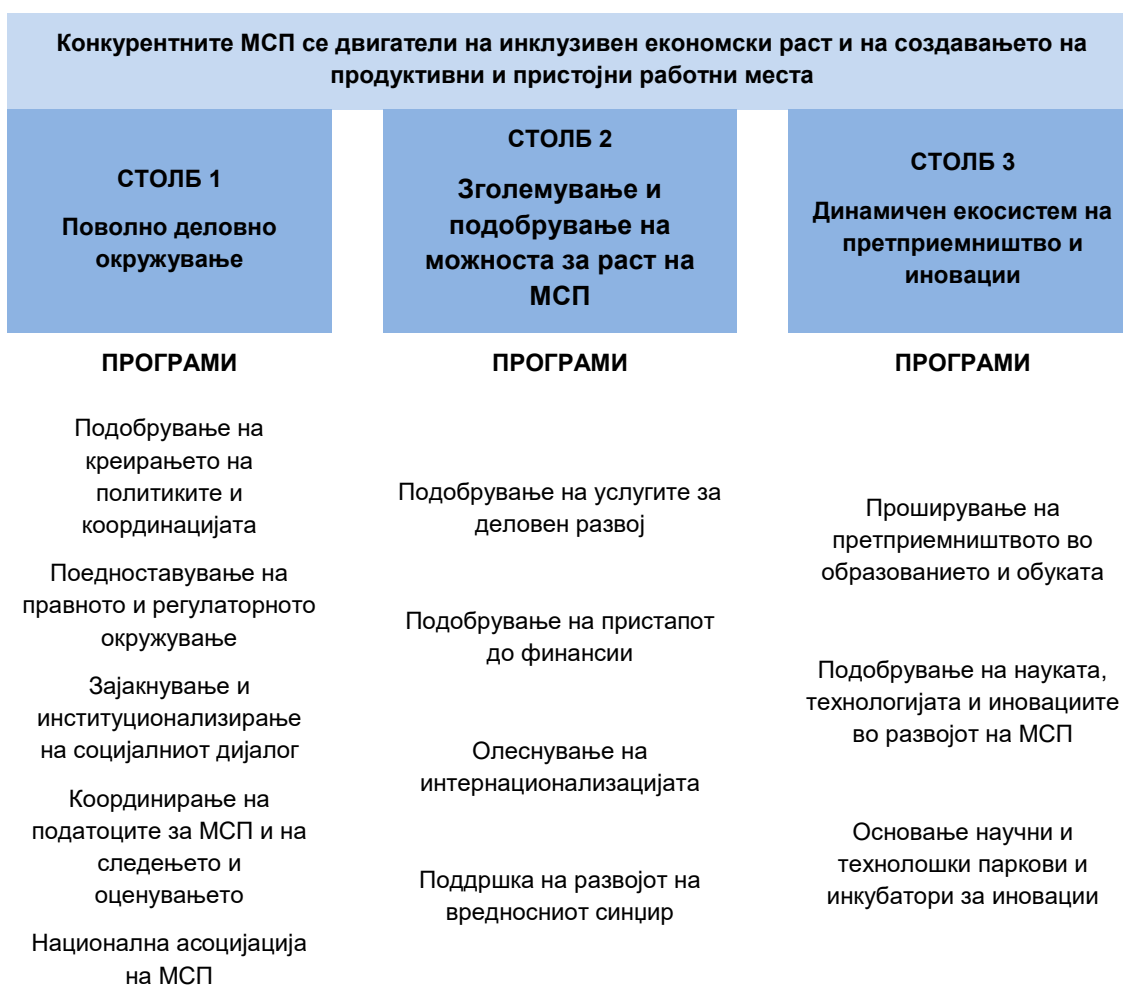 Конкурентните МСП се двигатели на инклузивен економски раст и на создавањето на
продуктивни и пристојни работни места
СТОЛБ 1
Поволно деловно
окружување
СТОЛБ 2
Зголемување и
подобрување на
можноста за раст на
МСП
СТОЛБ 3
Динамичен екосистем на
претприемништво и
иновации
ПРОГРАМИ
Подобрување на
креирањето на
политиките и
координацијата
Поедноставување на
правното и регулаторното
окружување
Зајакнување и
институционализирање
на социјалниот дијалог
Координирање на
податоците за МСП и на
следењето и
оценувањето
Национална асоцијација
на МСП
ПРОГРАМИ
Подобрување на услугите за
деловен развој
Подобрување на пристапот
до финансии
Олеснување на
интернационализацијата
Поддршка на развојот на
вредносниот синџир
ПРОГРАМИ
Проширување на
претприемништвото во
образованието и обуката
Подобрување на науката,
технологијата и иновациите
во развојот на МСП
Основање научни и
технолошки паркови и
инкубатори за иновации